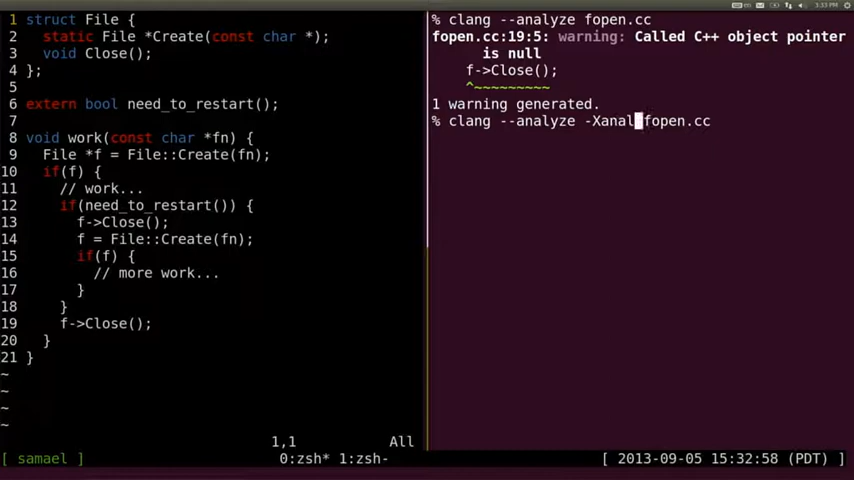 en 3:33 PM
1 struct File {
2   static File *Create(const char *);
3   void Close();
4 };
5
6 extern bool need_to_restart();
7
8 void work(const char *fn) {
9   File *f = File::Create(fn);
10   if(f) {
11     // work...
12     if(need_to_restart()) {
13       f->Close();
14       f = File::Create(fn);
15       if(f) {
16         // more work...
17       }
18     }
19     f->Close();
20   }
21 }
~
~
~
~
1,1 All
% clang --analyze fopen.cc
fopen.cc:19:5: warning: Called C++ object pointer
is null
f->Close();
^~~~~~~~~~
1 warning generated.
% clang --analyze -Xanal fopen.cc
[ samael ] 0:zsh* 1:zsh- [ 2013-09-05 15:32:58 (PDT) ]